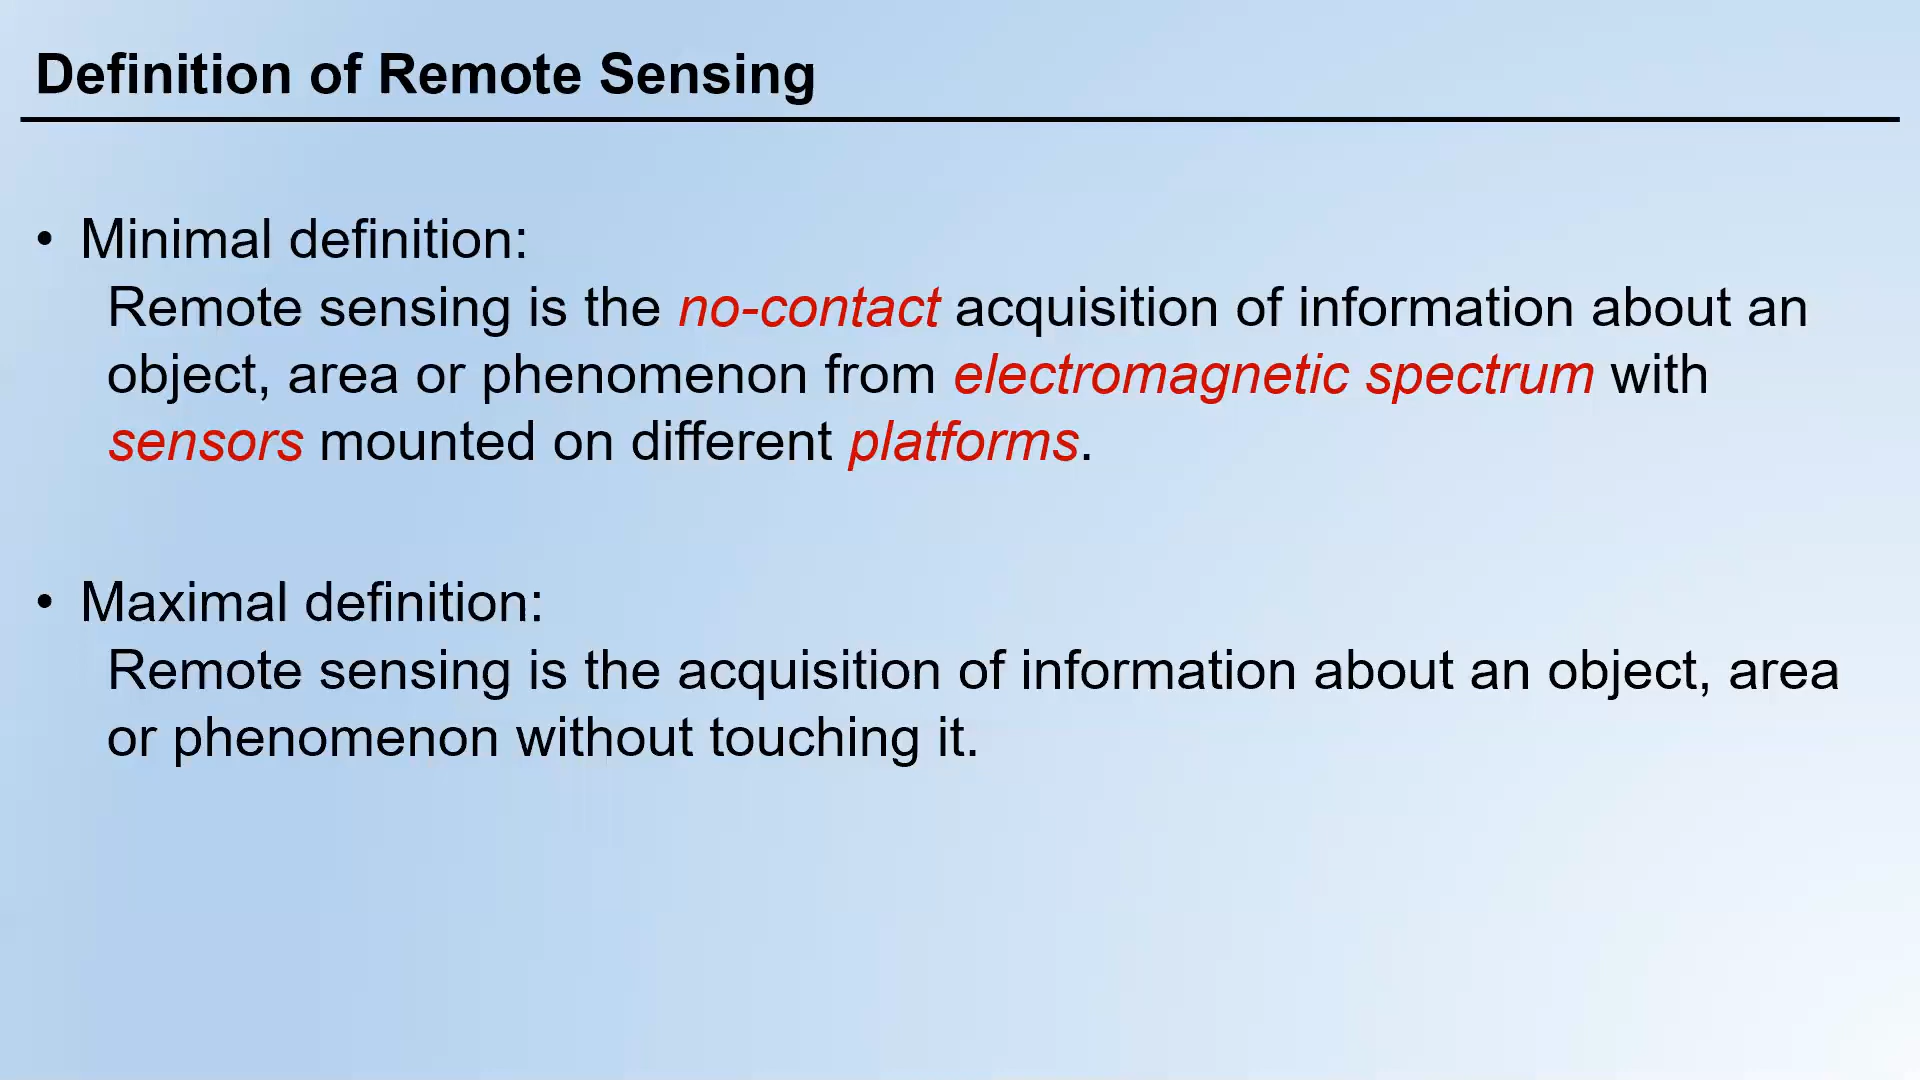 Definition of Remote Sensing
• Minimal definition:
Remote sensing is the no-contact acquisition of information about an
object, area or phenomenon from electromagnetic spectrum with
sensors mounted on different platforms.
• Maximal definition:
Remote sensing is the acquisition of information about an object, area
or phenomenon without touching it.